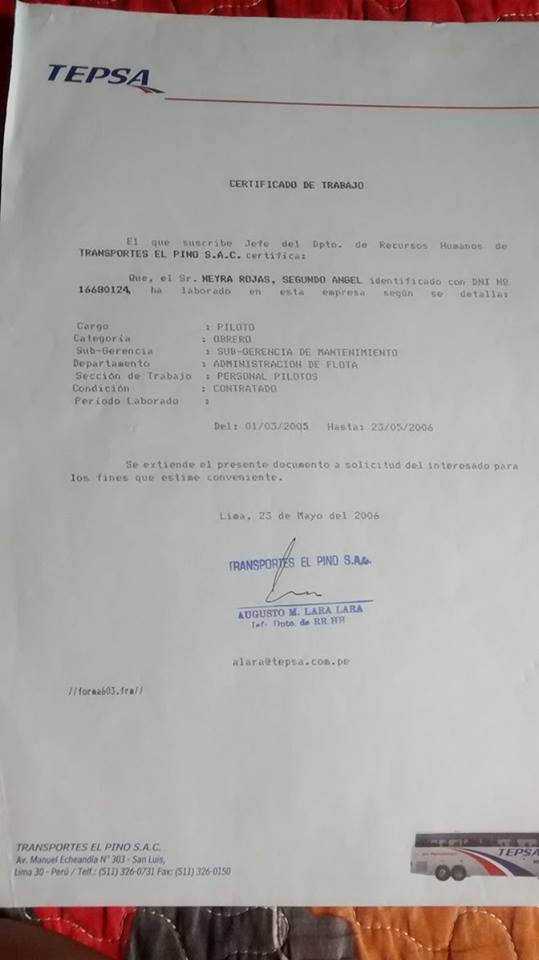 TEPSA
CERTIFICADO DE TRABAJO
El que suscribe Jefe del Dpto. de Recursos Humanos de
TRANSPORTES EL PINO S.A.C. certifica:
Que, el Sr. NEYRA ROJAS, SEGUNDO ANGEL identificado con DNI Nº
16680124, ha laborado en esta empresa según se detalla:
Cargo : PILOTO
Categoría : OBRERO
Sub-Gerencia : SUB-GERENCIA DE MANTENIMIENTO
Departamento : ADMINISTRACION DE FLOTA
Sección de Trabajo : PERSONAL PILOTOS
Condición : CONTRATADO
Período Laborado :
Del: 01/03/2005 Hasta: 23/05/2006
Se extiende el presente documento a solicitud del interesado para
los fines que estime conveniente.
Lima, 23 de Mayo del 2006
TRANSPORTES EL PINO S.A.C.
AUGUSTO M. LARA LARA
Jef. Dpto. de RR HH
alara@tepsa.com.pe
//forma603.frm//
TRANSPORTES EL PINO S.A.C.
Av. Manuel Echeandía N° 303 - San Luis,
Lima 30 - Perú / Telf.: (511) 326-0731 Fax: (511) 326-0150
TEPSA